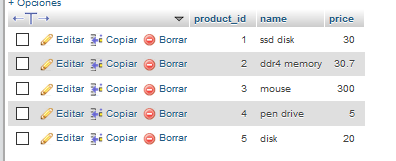 + Opciones
product_id name price
Editar Copiar Borrar 1 ssd disk 30
Editar Copiar Borrar 2 ddr4 memory 30.7
Editar Copiar Borrar 3 mouse 300
Editar Copiar Borrar 4 pen drive 5
Editar Copiar Borrar 5 disk 20